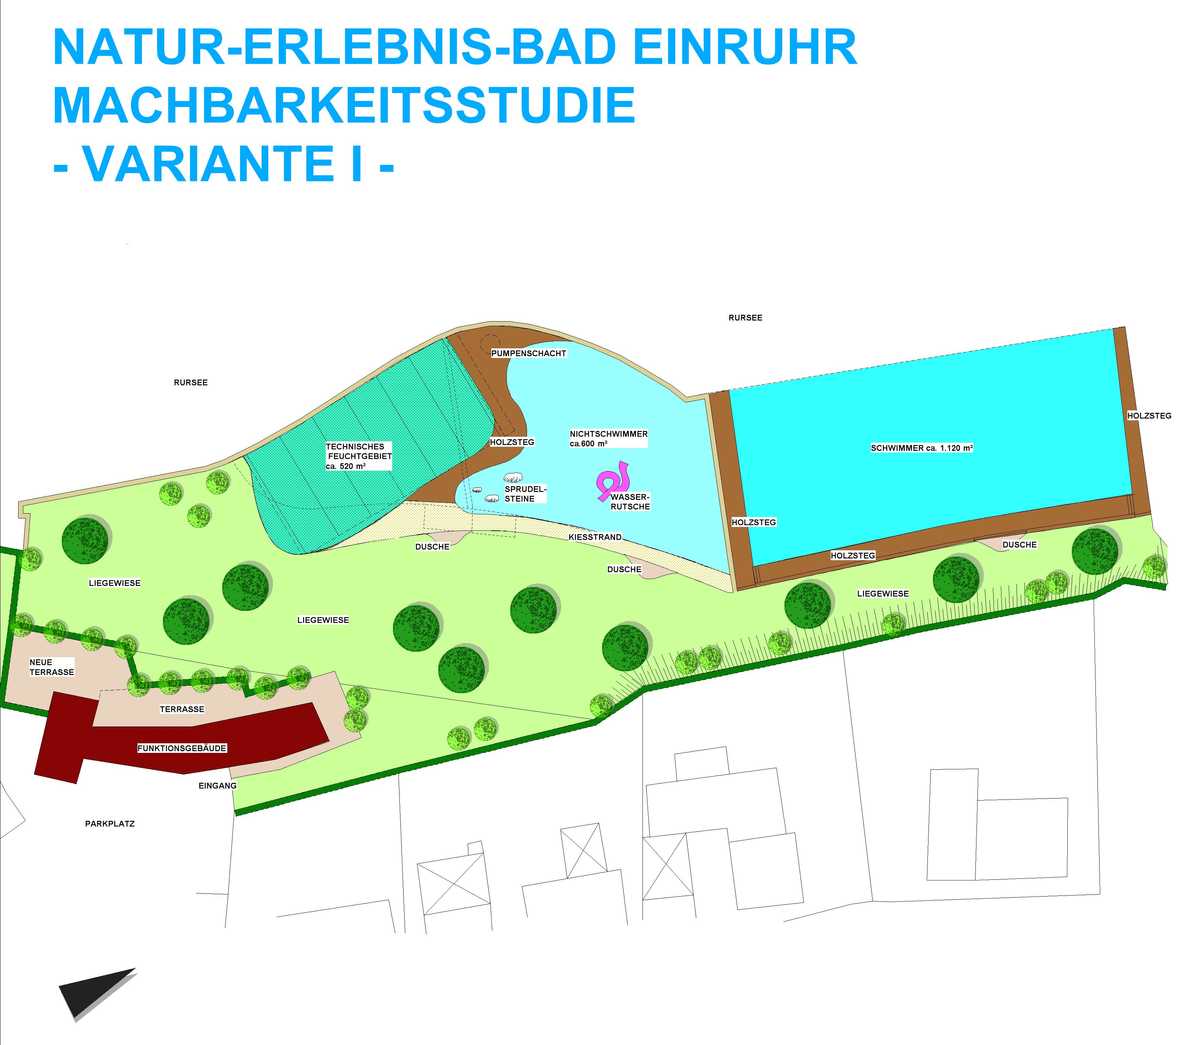 NATUR-ERLEBNIS-BAD EINRUHR
MACHBARKEITSSTUDIE
- VARIANTE I -
RURSEE
RURSEE
PUMPENSCHACHT
HOLZSTEG
NICHTSCHWIMMER
ca.600 m²
HOLZSTEG
TECHNISCHES
FEUCHTGEBIET
ca. 520 m²
SCHWIMMER ca. 1.120 m²
SPRUDEL-
STEINE
WASSER-
RUTSCHE
HOLZSTEG
KIESSTRAND
DUSCHE
DUSCHE
HOLZSTEG
DUSCHE
LIEGEWIESE
LIEGEWIESE
LIEGEWIESE
NEUE
TERRASSE
TERRASSE
FUNKTIONSGEBÄUDE
EINGANG
PARKPLATZ